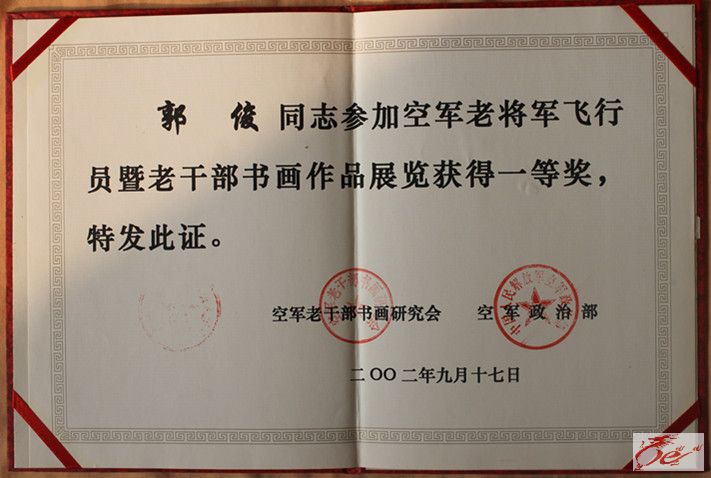 郭 俊 同志参加空军老将军飞行
员暨老干部书画作品展览获得一等奖，
特发此证。
空军老干部书画研究会 空军政治部
二〇〇二年九月十七日